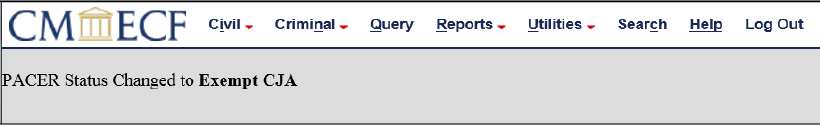 CM ECF Civil Criminal Query Reports Utilities Search Help Log Out
PACER Status Changed to Exempt CJA